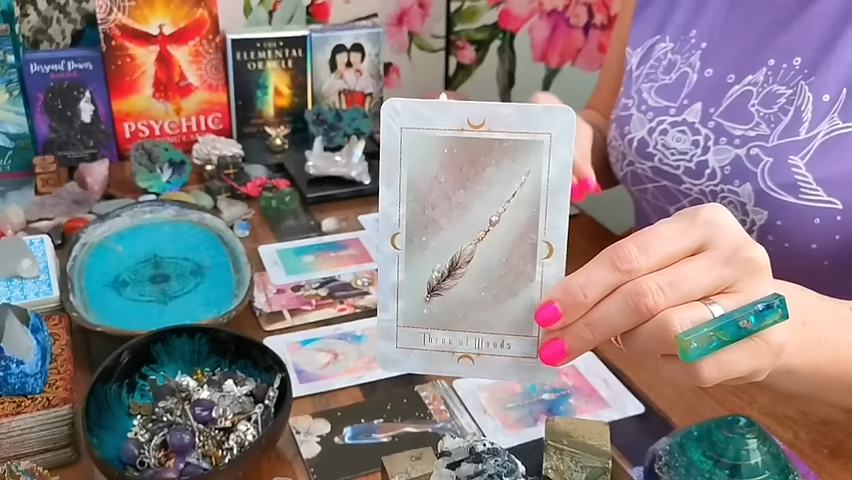 Personal Power
PSYCHIC
THE
ELEMENTAL
ORACLE
Three of Wands